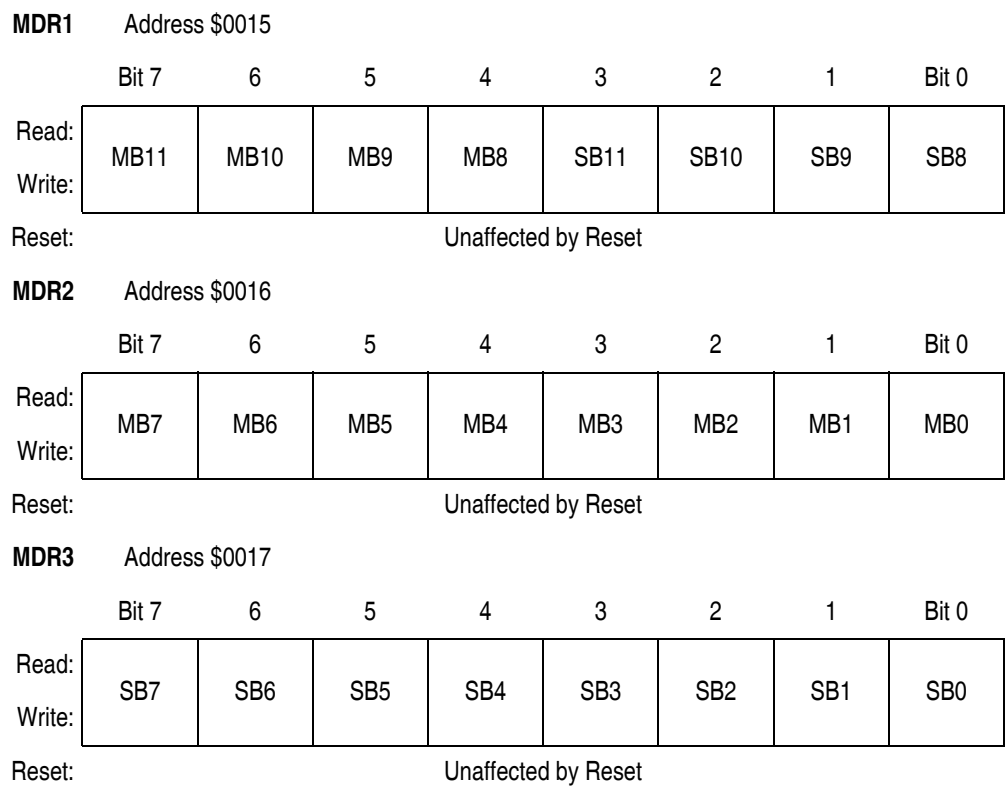 MDR1 Address $0015
Bit 7 6 5 4 3 2 1 Bit 0
Read:
MB11 MB10 MB9 MB8 SB11 SB10 SB9 SB8
Write:
Reset: Unaffected by Reset
MDR2 Address $0016
Bit 7 6 5 4 3 2 1 Bit 0
Read:
MB7 MB6 MB5 MB4 MB3 MB2 MB1 MB0
Write:
Reset: Unaffected by Reset
MDR3 Address $0017
Bit 7 6 5 4 3 2 1 Bit 0
Read:
SB7 SB6 SB5 SB4 SB3 SB2 SB1 SB0
Write:
Reset: Unaffected by Reset